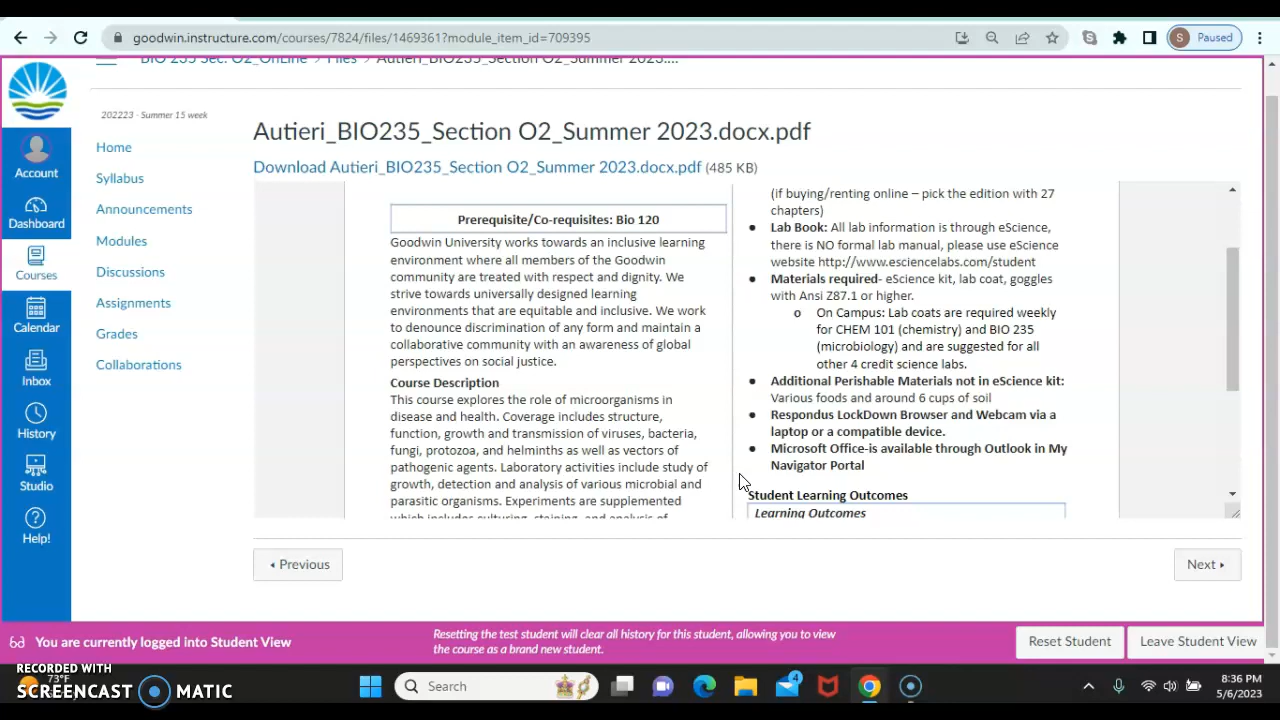 goodwin.instructure.com/courses/7824/files/1469361?module_item_id=709395
S Paused
BIO 235 Sec. O2_OnLine > Files > Autieri_BIO235_Section O2_Summer 2023....
202223 - Summer 15 week
Home
Syllabus
Announcements
Modules
Discussions
Assignments
Grades
Collaborations
Account
Dashboard
Courses
Calendar
Inbox
History
Studio
Help!
Autieri_BIO235_Section O2_Summer 2023.docx.pdf
Download Autieri_BIO235_Section O2_Summer 2023.docx.pdf (485 KB)
Prerequisite/Co-requisites: Bio 120
Goodwin University works towards an inclusive learning
environment where all members of the Goodwin
community are treated with respect and dignity. We
strive towards universally designed learning
environments that are equitable and inclusive. We work
to denounce discrimination of any form and maintain a
collaborative community with an awareness of global
perspectives on social justice.
Course Description
This course explores the role of microorganisms in
disease and health. Coverage includes structure,
function, growth and transmission of viruses, bacteria,
fungi, protozoa, and helminths as well as vectors of
pathogenic agents. Laboratory activities include study of
growth, detection and analysis of various microbial and
parasitic organisms. Experiments are supplemented
which includes culturing, staining, and analysis of
(if buying/renting online – pick the edition with 27
chapters)
● Lab Book: All lab information is through eScience,
there is NO formal lab manual, please use eScience
website http://www.esciencelabs.com/student
● Materials required- eScience kit, lab coat, goggles
with Ansi Z87.1 or higher.
o On Campus: Lab coats are required weekly
for CHEM 101 (chemistry) and BIO 235
(microbiology) and are suggested for all
other 4 credit science labs.
● Additional Perishable Materials not in eScience kit:
Various foods and around 6 cups of soil
● Respondus LockDown Browser and Webcam via a
laptop or a compatible device.
● Microsoft Office-is available through Outlook in My
Navigator Portal
Student Learning Outcomes
Learning Outcomes
Previous
Next
You are currently logged into Student View
Resetting the test student will clear all history for this student, allowing you to view
the course as a brand new student.
Reset Student
Leave Student View
RECORDED WITH
SCREENCAST MATIC
73°F
Search
4
8:36 PM
5/6/2023